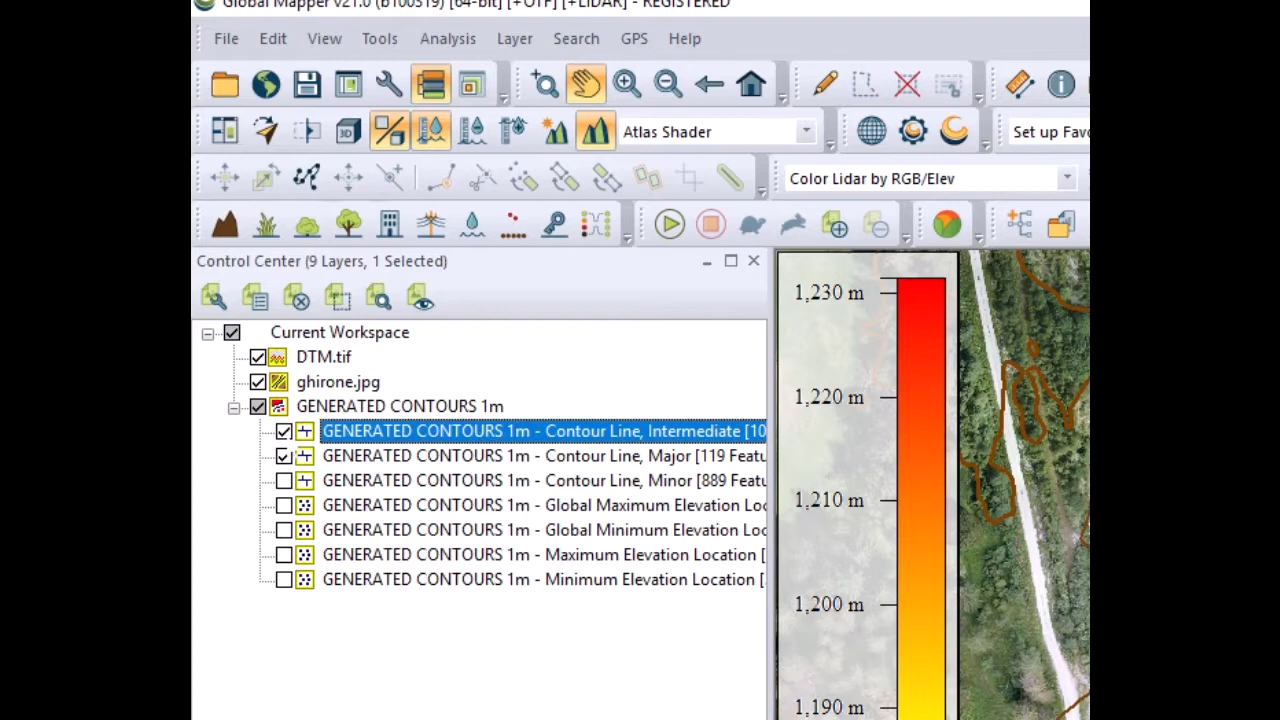 Global Mapper v21.0 (b100319) [64-bit] [+OTF] [+LIDAR] - REGISTERED
File Edit View Tools Analysis Layer Search GPS Help
3D Atlas Shader Set up Favo
Color Lidar by RGB/Elev
Control Center (9 Layers, 1 Selected)
Current Workspace
DTM.tif
ghirone.jpg
GENERATED CONTOURS 1m
GENERATED CONTOURS 1m - Contour Line, Intermediate [10
GENERATED CONTOURS 1m - Contour Line, Major [119 Featu
GENERATED CONTOURS 1m - Contour Line, Minor [889 Featu
GENERATED CONTOURS 1m - Global Maximum Elevation Loc
GENERATED CONTOURS 1m - Global Minimum Elevation Loc
GENERATED CONTOURS 1m - Maximum Elevation Location [
GENERATED CONTOURS 1m - Minimum Elevation Location [
1,230 m
1,220 m
1,210 m
1,200 m
1,190 m